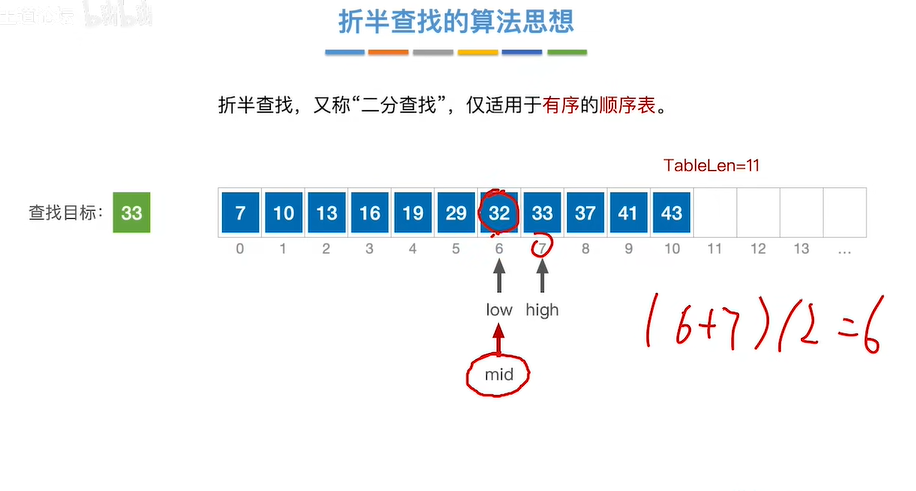 折半查找的算法思想
折半查找，又称“二分查找”，仅适用于有序的顺序表。
TableLen=11
查找目标： 33
7 10 13 16 19 29 32 33 37 41 43
0 1 2 3 4 5 6 7 8 9 10 11 12 13 ...
low high
(6+7)/2=6
mid